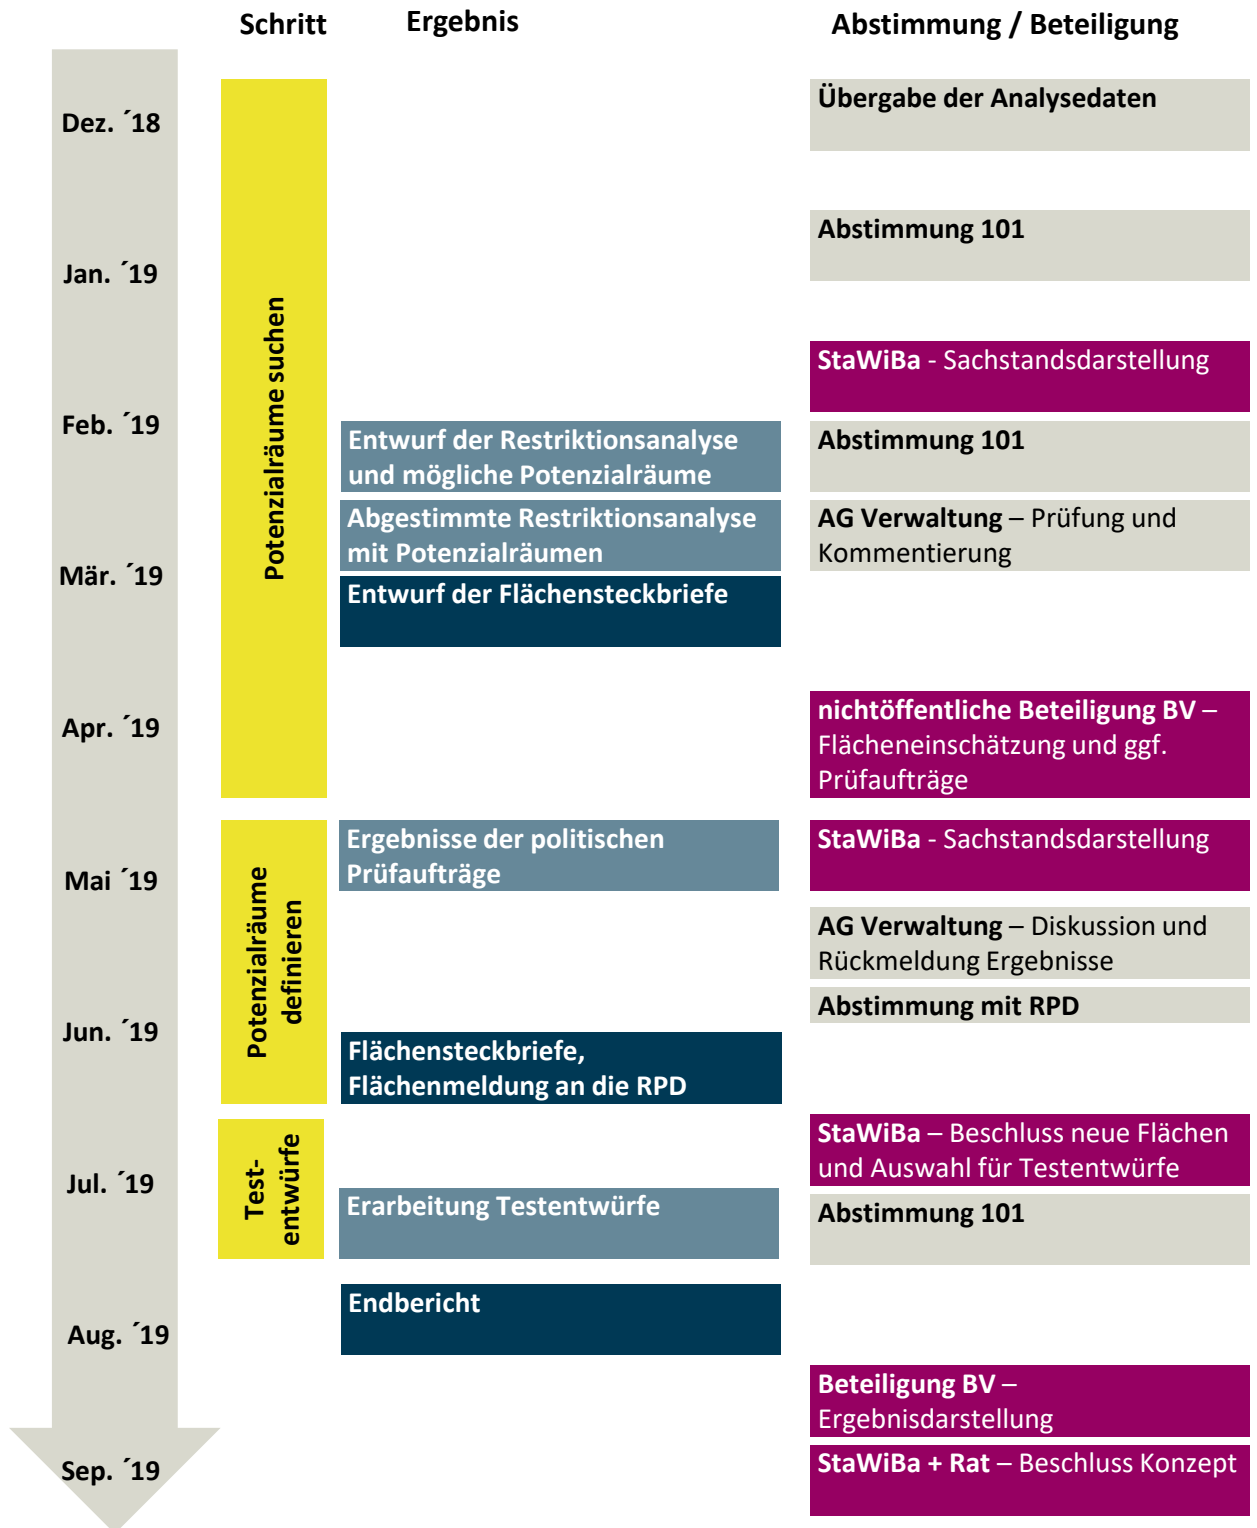 Schritt
Ergebnis
Abstimmung / Beteiligung
Dez. ´18
Jan. ´19
Feb. ´19
Mär. ´19
Apr. ´19
Mai ´19
Jun. ´19
Jul. ´19
Aug. ´19
Sep. ´19
Potenzialräume suchen
Potenzialräume
definieren
Test-
entwürfe
Entwurf der Restriktionsanalyse
und mögliche Potenzialräume
Abgestimmte Restriktionsanalyse
mit Potenzialräumen
Entwurf der Flächensteckbriefe
Ergebnisse der politischen
Prüfaufträge
Flächensteckbriefe,
Flächenmeldung an die RPD
Erarbeitung Testentwürfe
Endbericht
Übergabe der Analysedaten
Abstimmung 101
StaWiBa - Sachstandsdarstellung
Abstimmung 101
AG Verwaltung – Prüfung und
Kommentierung
nichtöffentliche Beteiligung BV –
Flächeneinschätzung und ggf.
Prüfaufträge
StaWiBa - Sachstandsdarstellung
AG Verwaltung – Diskussion und
Rückmeldung Ergebnisse
Abstimmung mit RPD
StaWiBa – Beschluss neue Flächen
und Auswahl für Testentwürfe
Abstimmung 101
Beteiligung BV –
Ergebnisdarstellung
StaWiBa + Rat – Beschluss Konzept